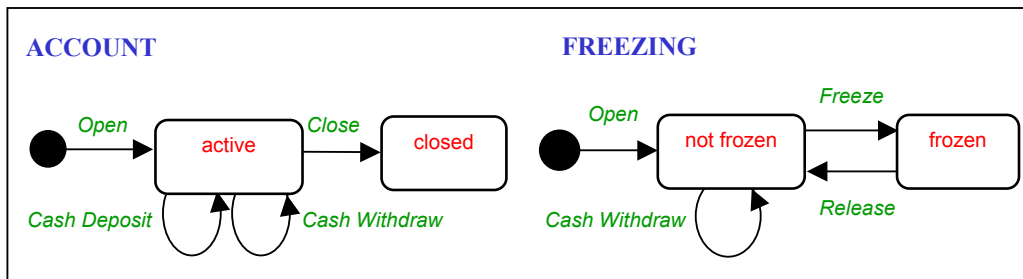 ACCOUNT
Open
active
Close
closed
Cash Deposit
Cash Withdraw
FREEZING
Open
not frozen
Freeze
frozen
Release
Cash Withdraw